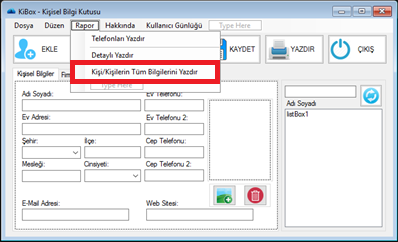 KiBox - Kişisel Bilgi Kutusu
Dosya Düzen Rapor Hakkında Kullanıcı Günlüğü Type Here
Telefonları Yazdır
Detaylı Yazdır
Kişi/Kişilerin Tüm Bilgilerini Yazdır
Type Here
EKLE KAYDET YAZDIR ÇIKIŞ
Kişisel Bilgiler
Adı Soyadı: Ev Telefonu:
Ev Adresi: Ev Telefonu 2:
Şehir: İlçe: Cep Telefonu:
Mesleği: Cinsiyeti: Cep Telefonu 2:
E-Mail Adresi: Web Sitesi:
Adı Soyadı
listBox1